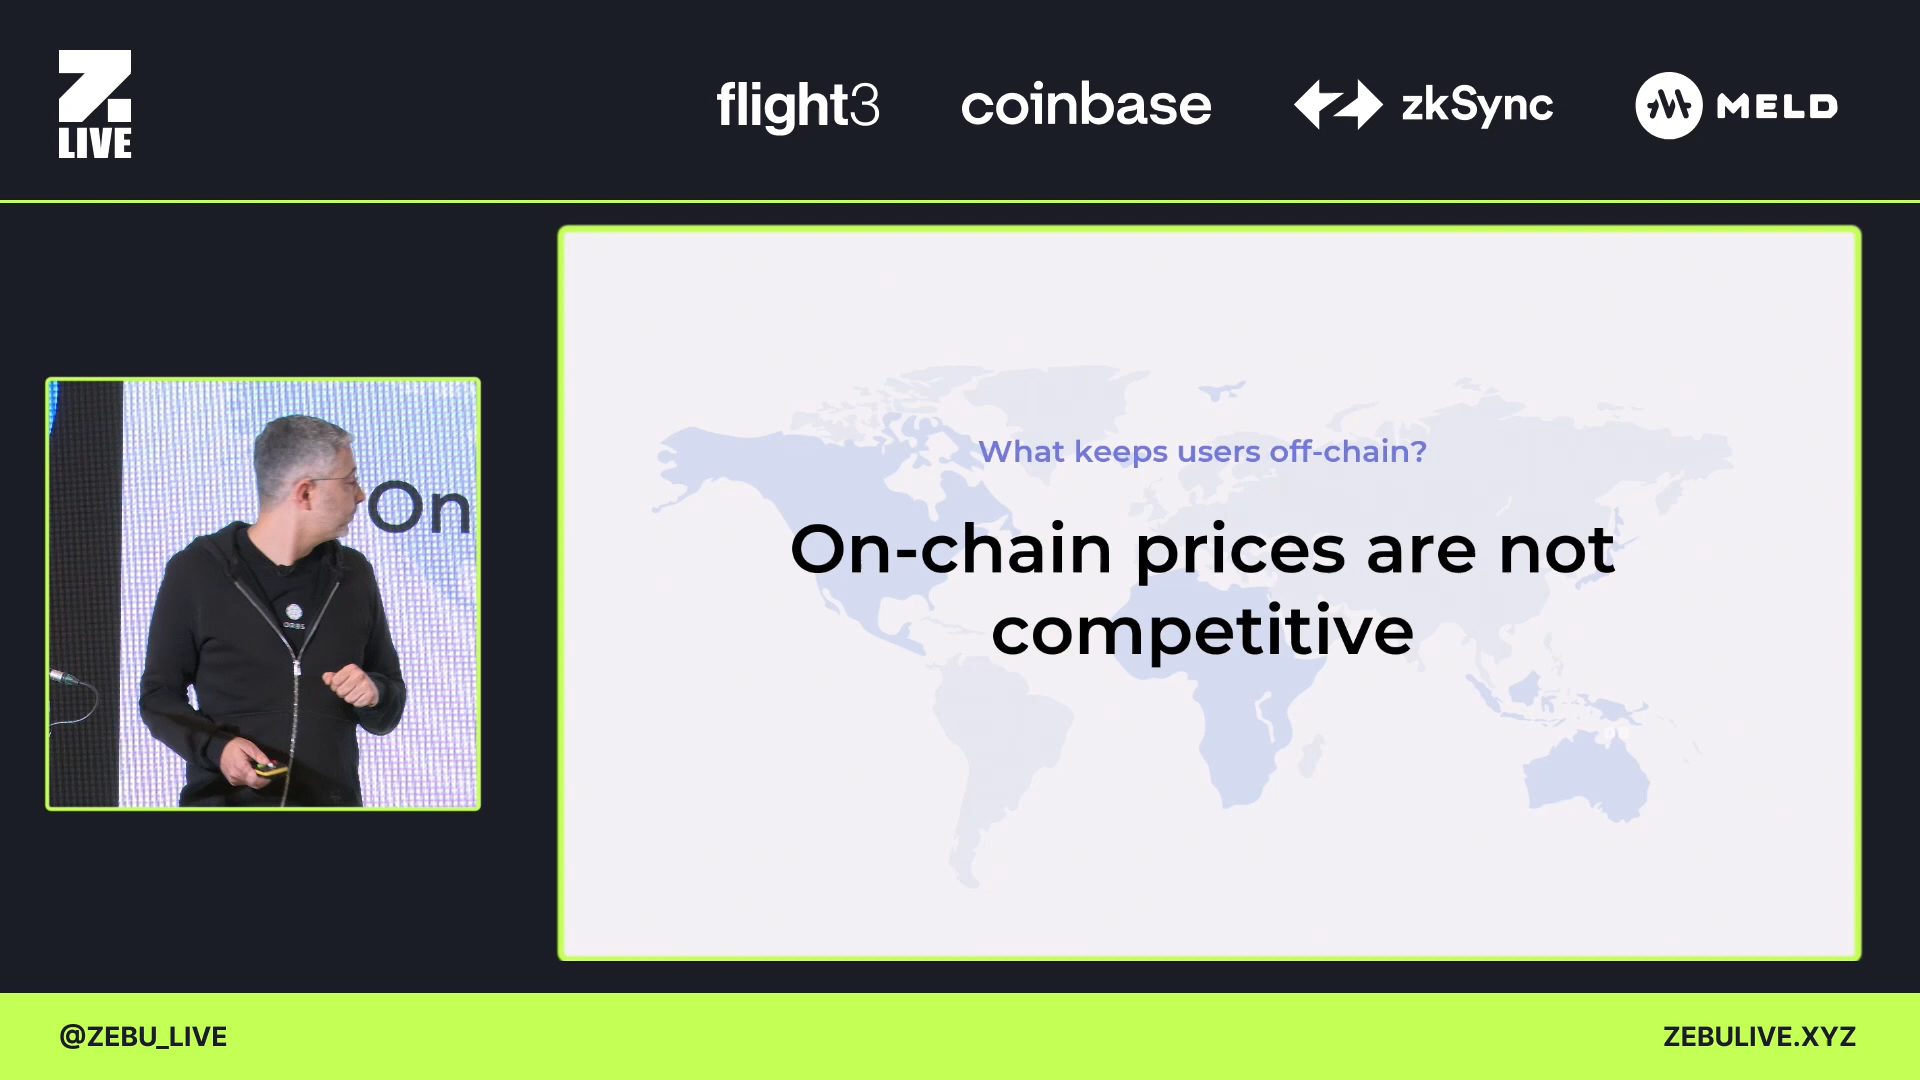 Z.
LIVE
flight3
coinbase
zkSync
MELD
What keeps users off-chain?
On-chain prices are not
competitive
On
ORBS
@ZEBU_LIVE
ZEBULIVE.XYZ